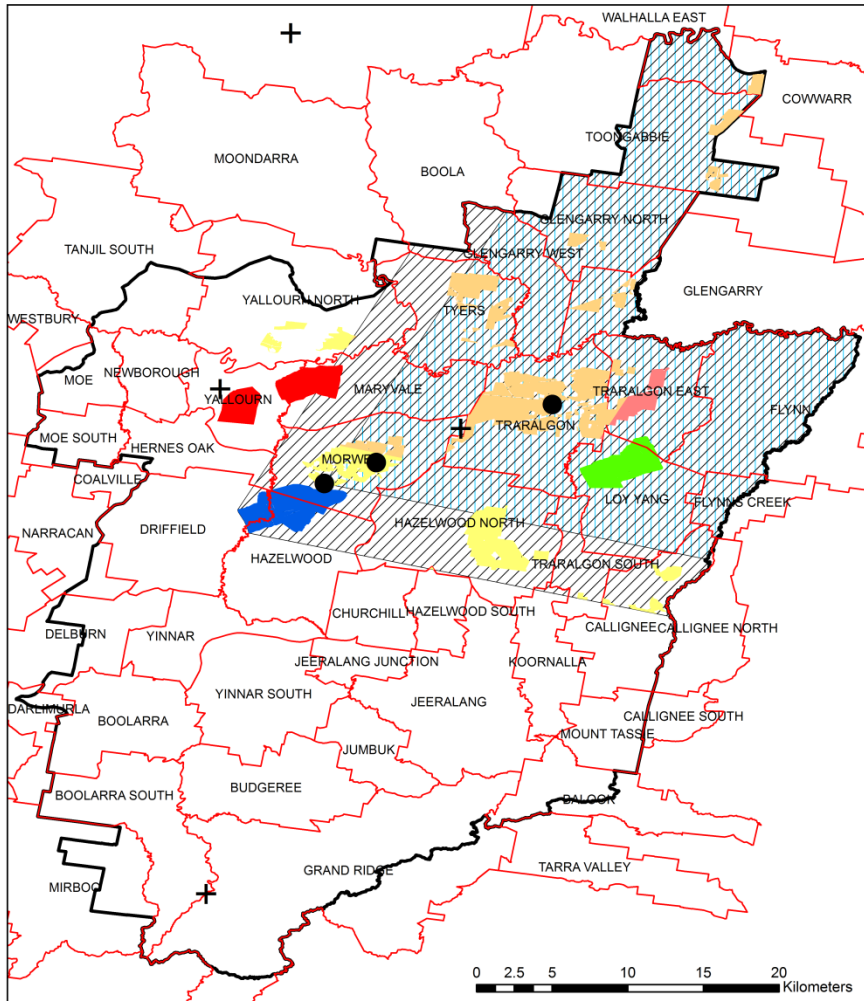 WALHALLA EAST
COWWARR
TOONGABBIE
MOONDARRA
BOOLA
GLENGARRY NORTH
TANJIL SOUTH
GLENGARRY WEST
GLENGARRY
YALLOURN NORTH
TYERS
WESTBURY
NEWBOROUGH
MOE
MARYVALE
TRARALGON EAST
YALLOURN
FLYNN
TRARALGON
MOE SOUTH
HERNES OAK
MORWE
COALVILLE
LOY YANG
FLYNNS CREEK
HAZELWOOD NORTH
NARRACAN
DRIFFIELD
HAZELWOOD
TRARALGON SOUTH
CHURCHILL
HAZELWOOD SOUTH
CALLIGNEE
CALLIGNEE NORTH
DELBURN
YINNAR
JEERALANG JUNCTION
KOORNALLA
YINNAR SOUTH
JEERALANG
DARLIMURLA
BOOLARRA
CALLIGNEE SOUTH
MOUNT TASSIE
JUMBUK
BUDGEREE
BOOLARRA SOUTH
BALOOK
GRAND RIDGE
TARRA VALLEY
MIRBOO
0 2.5 5 10 15 20
Kilometers